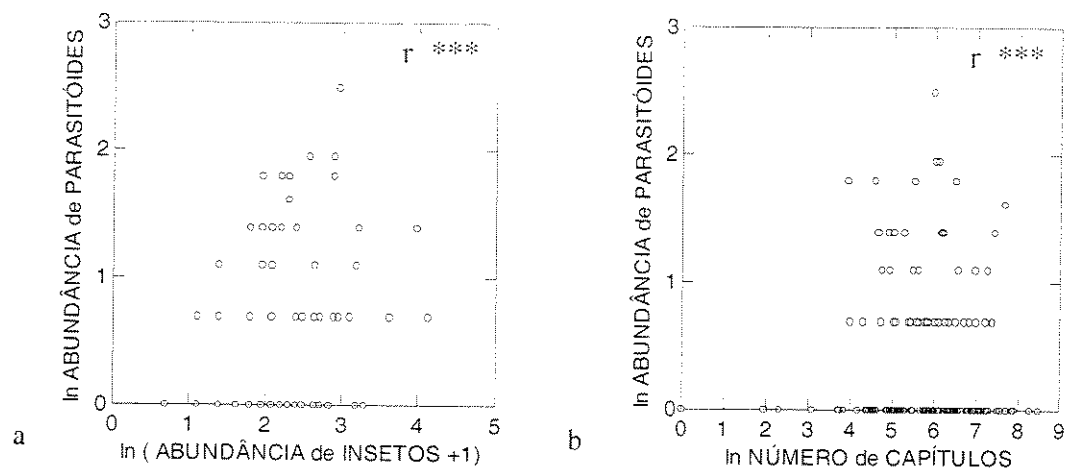 3
2
1
0
ln ABUNDÂNCIA de PARASITÓIDES
r ***
0 1 2 3 4 5
ln ( ABUNDÂNCIA de INSETOS +1)
a
3
2
1
0
ln ABUNDÂNCIA de PARASITÓIDES
r ***
0 1 2 3 4 5 6 7 8 9
ln NÚMERO de CAPÍTULOS
b